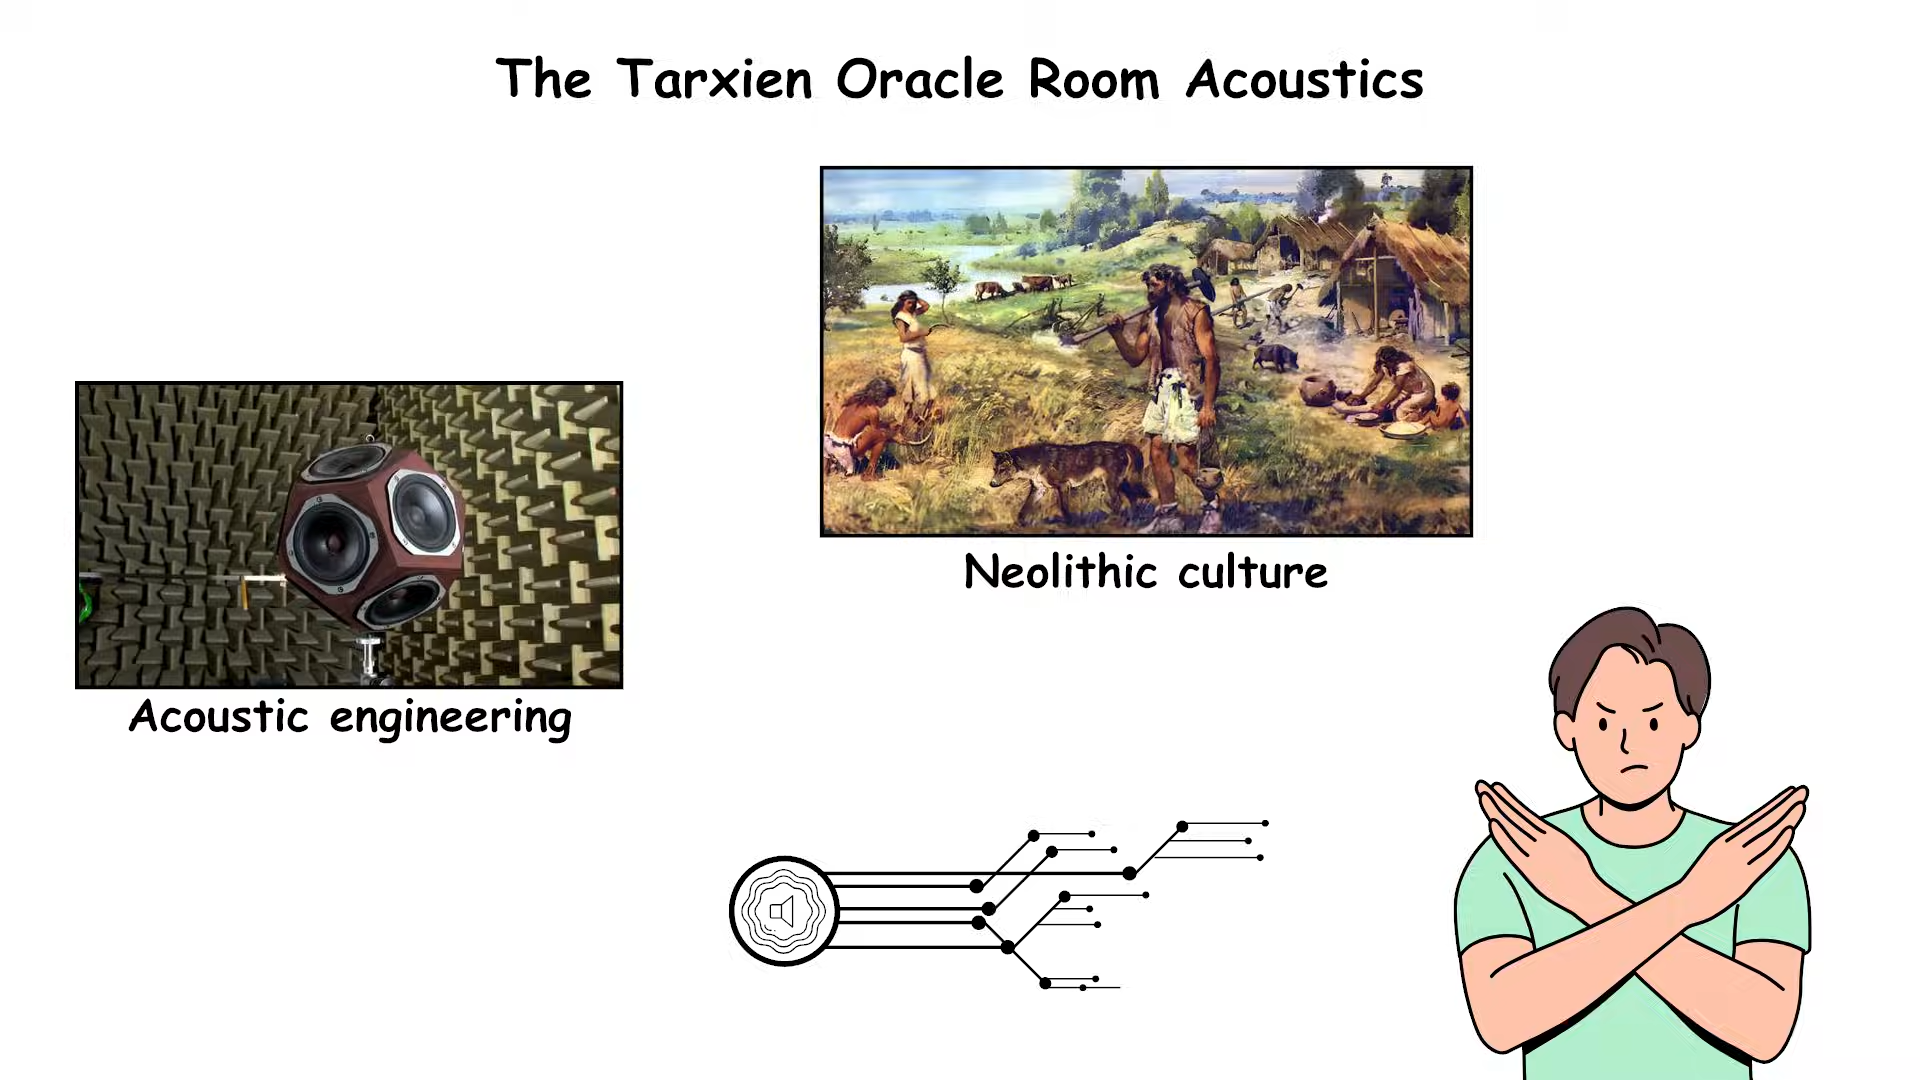 The Tarxien Oracle Room Acoustics
Neolithic culture
Acoustic engineering